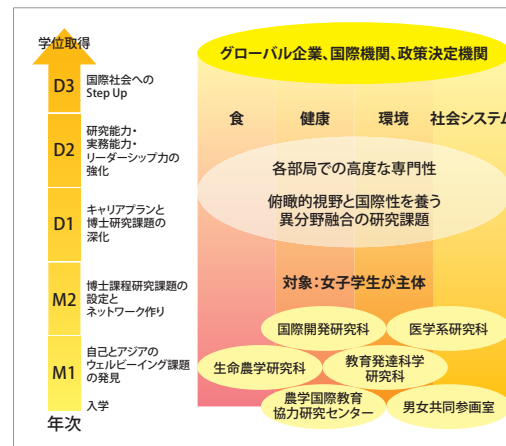 学位取得
D3
国際社会への
Step Up
D2
研究能力・
実務能力・
リーダーシップ力の
強化
D1
キャリアプランと
博士研究課題の
深化
M2
博士課程研究課題の
設定と
ネットワーク作り
M1
自己とアジアの
ウェルビーイング課題
の発見
入学
年次
グローバル企業、国際機関、政策決定機関
食 健康 環境 社会システム
各部局での高度な専門性
俯瞰的視野と国際性を養う
異分野融合の研究課題
対象：女子学生が主体
国際開発研究科
医学系研究科
生命農学研究科
教育発達科学
研究科
農学国際教育
協力研究センター
男女共同参画室